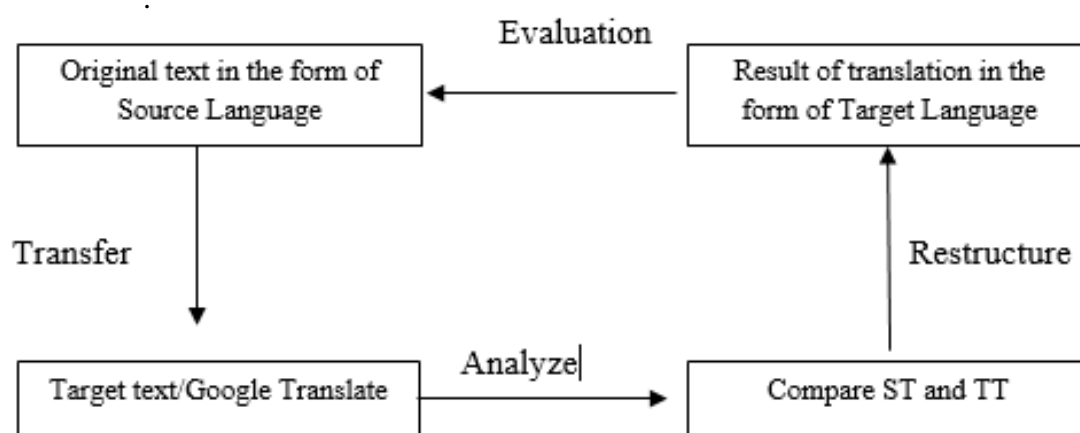 Evaluation
Original text in the form of
Source Language
Result of translation in the
form of Target Language
Transfer
Restructure
Analyze
Target text/Google Translate
Compare ST and TT